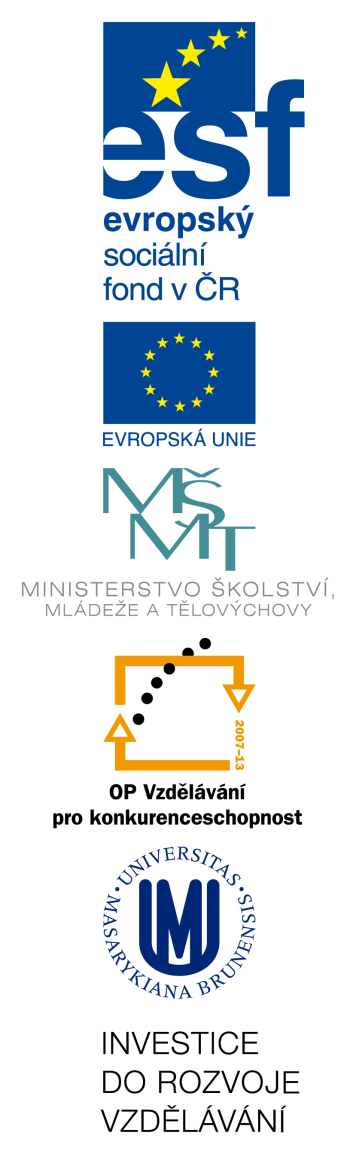 esf
evropský
sociální
fond v ČR
EVROPSKÁ UNIE
MŠMT
MINISTERSTVO ŠKOLSTVÍ,
MLÁDEŽE A TĚLOVÝCHOVY
2007-13
OP Vzdělávání
pro konkurenceschopnost
UNIVERSITAS MASARYKIANA BRUNENSIS
MU
INVESTICE
DO ROZVOJE
VZDĚLÁVÁNÍ